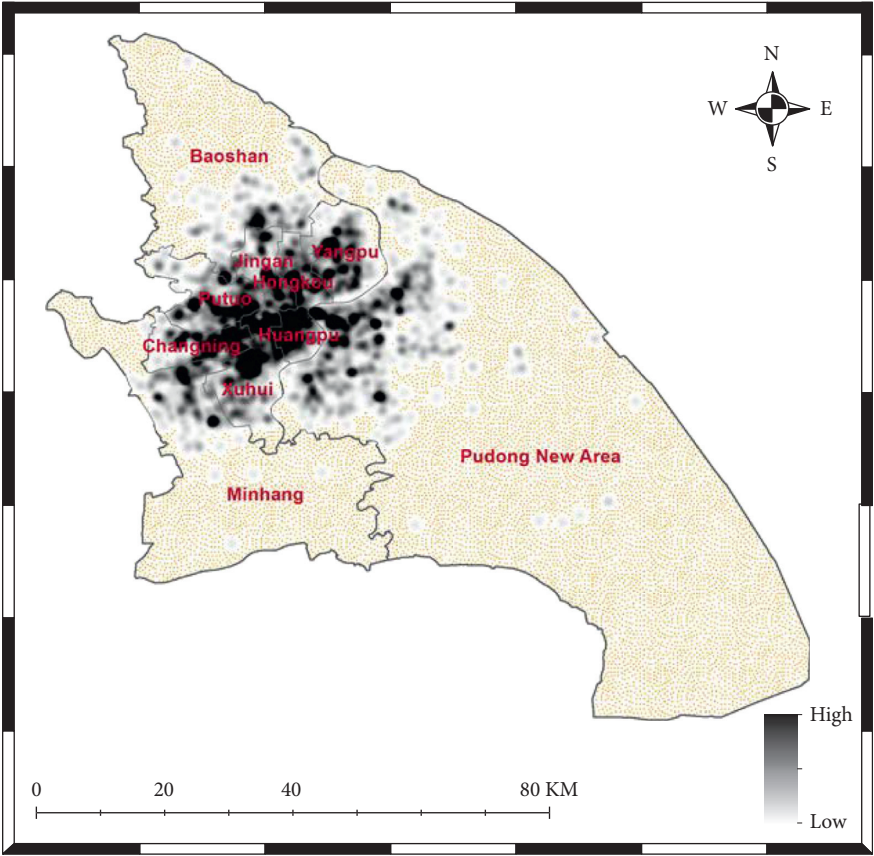 N
W E
S
Baoshan
Yangpu
Jingan
Hongkou
Putuo
Huangpu
Changning
Xuhui
Pudong New Area
Minhang
High
Low
0 20 40 80 KM